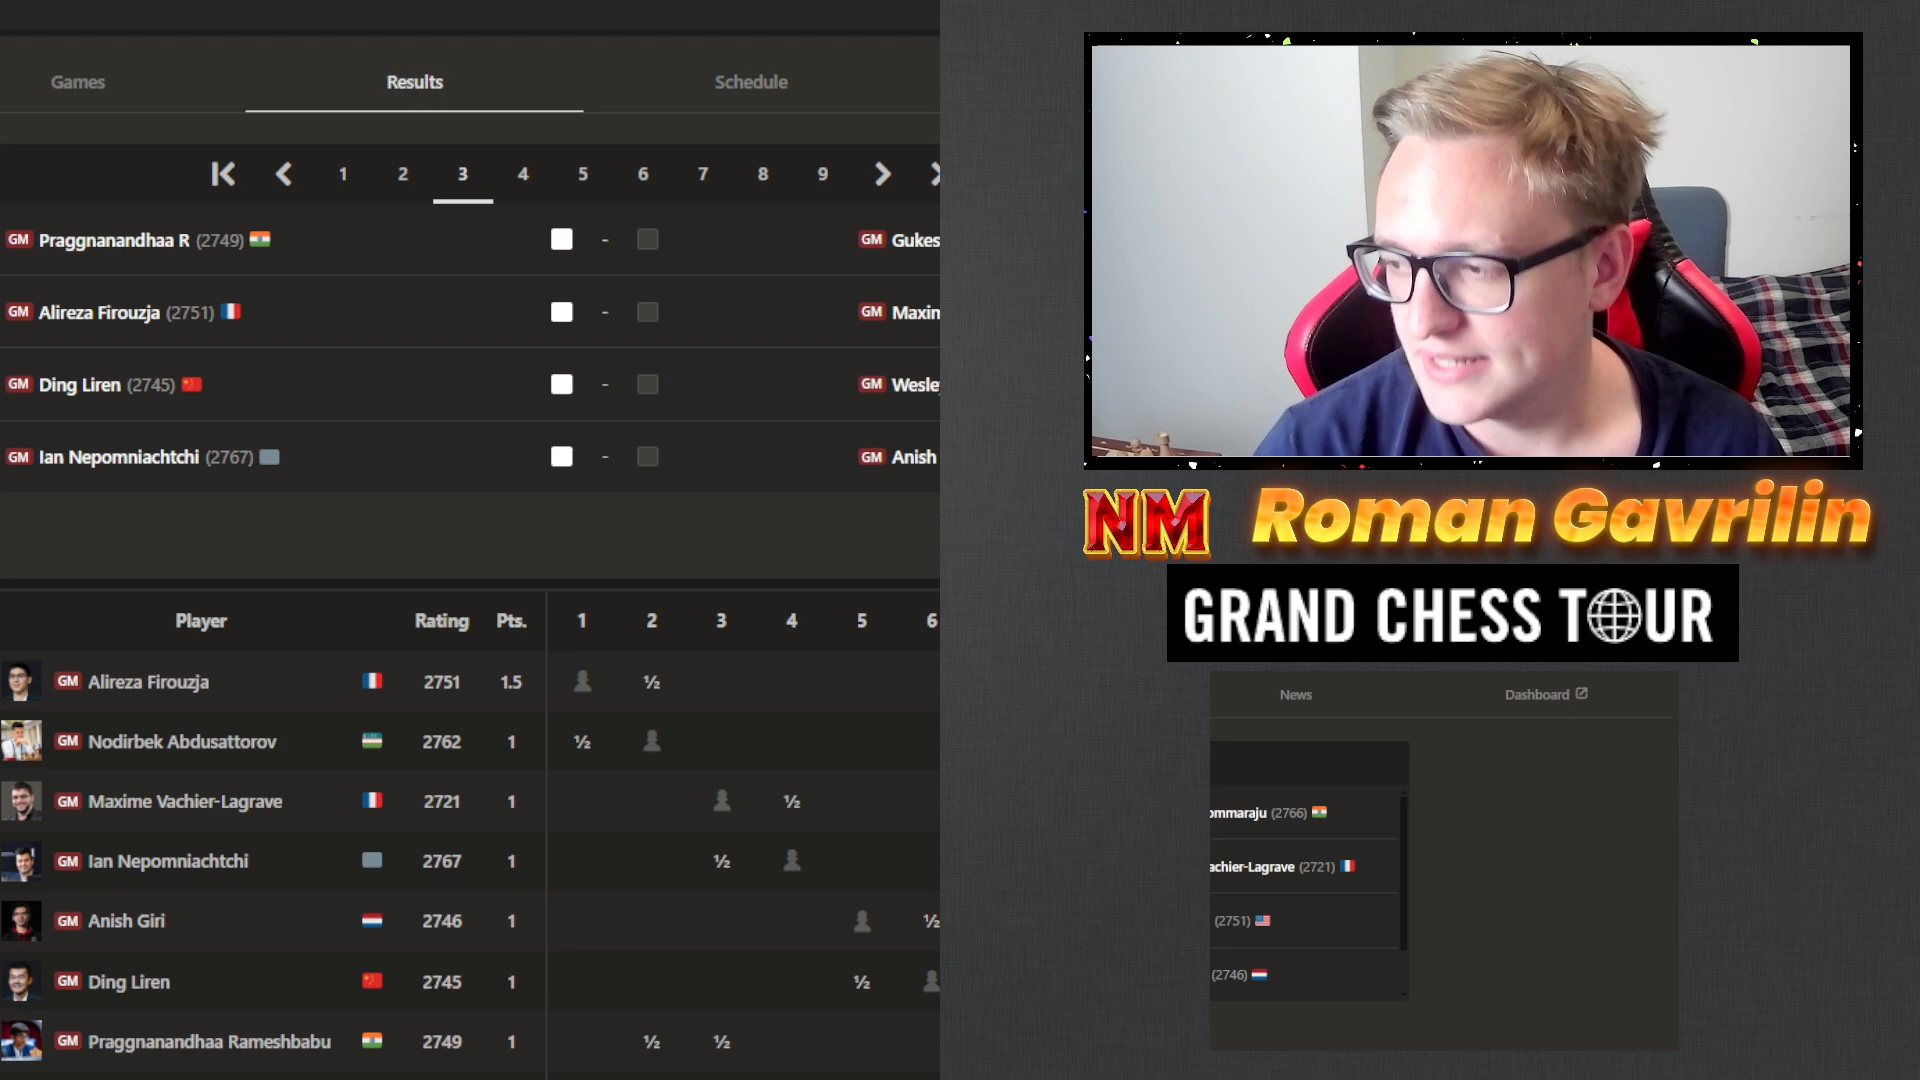 Games Results Schedule
1 2 3 4 5 6 7 8 9
GM Praggnanandhaa R (2749) - GM Gukes
GM Alireza Firouzja (2751) - GM Maxim
GM Ding Liren (2745) - GM Wesley
GM Ian Nepomniachtchi (2767) - GM Anish
Player Rating Pts. 1 2 3 4 5 6
GM Alireza Firouzja 2751 1.5 ½
GM Nodirbek Abdusattorov 2762 1 ½
GM Maxime Vachier-Lagrave 2721 1 ½
GM Ian Nepomniachtchi 2767 1 ½
GM Anish Giri 2746 1 ½
GM Ding Liren 2745 1 ½
GM Praggnanandhaa Rameshbabu 2749 1 ½ ½
NM Roman Gavrilin
GRAND CHESS TOUR
News Dashboard
ommaraju (2766)
achier-Lagrave (2721)
(2751)
(2746)